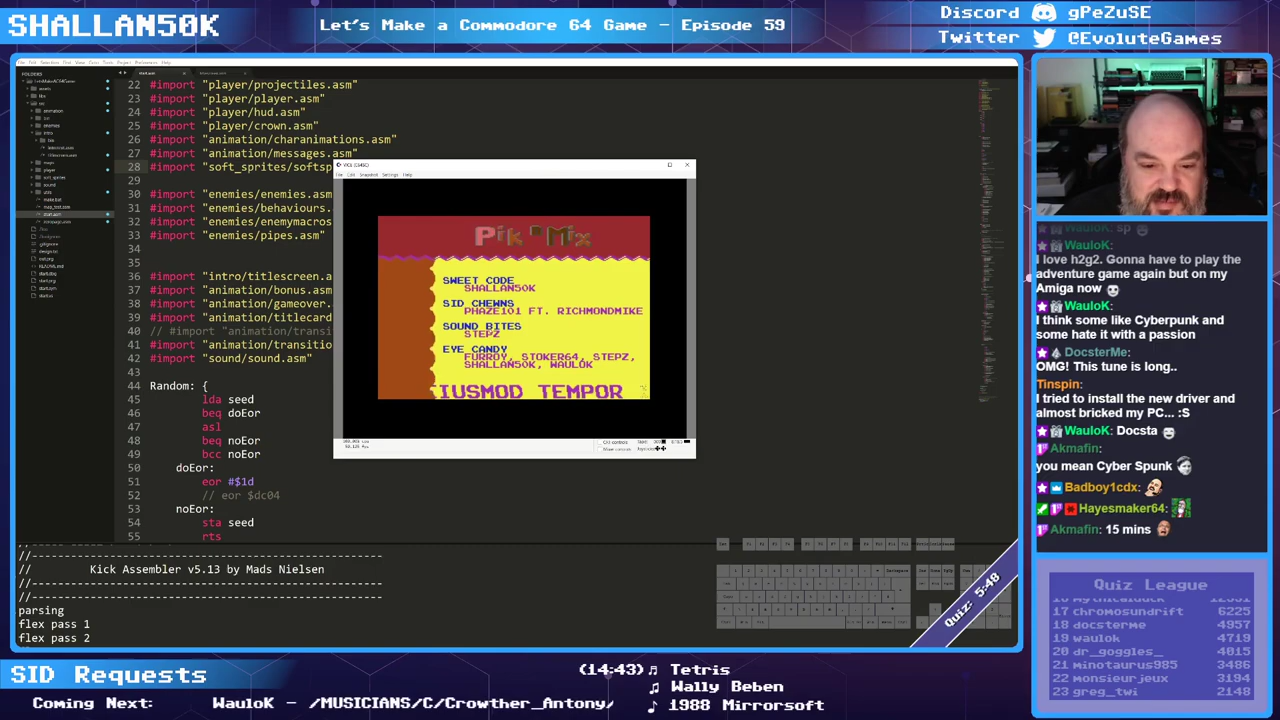 SHALLAN50K
Let's Make a Commodore 64 Game - Episode 59
Discord gPeZuSE
Twitter @EvoluteGames
FOLDERS
22 #import "player/projectiles.asm"
23 #import "player/player.asm"
24 #import "player/hud.asm"
25 #import "player/crown.asm"
26 #import "animation/charanimations.asm"
27 #import "animation/messages.asm"
28 #import "soft_sprites/softsp
29
30 #import "enemies/enemies.asm
31 #import "enemies/behaviours.
32 #import "enemies/enemymacros
33 #import "enemies/pipes.asm"
34
35
36 #import "intro/titlescreen.a
37 #import "animation/bonus.asm
38 #import "animation/gameover.
39 #import "animation/titlecard
40 // #import "animation/transi
41 #import "animation/transitio
42 #import "sound/sound.asm"
43
44 Random: {
45 lda seed
46 beq doEor
47 asl
48 beq noEor
49 bcc noEor
50 doEor:
51 eor #$1d
52 // eor $dc04
53 noEor:
54 sta seed
55 rts
File Edit Snapshot Settings Help
Pik Mix
SWEET CODE
SHALLAN50K
SID CHEWNS
PHAZE101 FT. RICHMONDMIKE
SOUND BITES
STEPZ
EYE CANDY
FURROY, STOKER64, STEPZ,
SHALLAN50K, WAULOK
IUSMOD TEMPOR
//----------------------------------------------------
// Kick Assembler v5.13 by Mads Nielsen
//----------------------------------------------------
parsing
flex pass 1
flex pass 2
Quiz: 5:48
WauloK: sp
WauloK:
I love h2g2. Gonna have to play the
adventure game again but on my
Amiga now
WauloK:
I think some like Cyberpunk and
some hate it with a passion
DocsterMe:
OMG! This tune is long..
Tinspin:
I tried to install the new driver and
almost bricked my PC... :S
WauloK: Docsta
Akmafin:
you mean Cyber Spunk
Badboy1cdx:
Hayesmaker64:
Akmafin: 15 mins
Quiz League
17 chromosundrift 6225
18 docsterme 4957
19 waulok 4719
20 dr_goggles_ 4015
21 minotaurus985 3486
22 monsieurjeux 3194
23 greg_twi 2148
SID Requests
(14:43) Tetris
Wally Beben
1988 Mirrorsoft
Coming Next: WauloK - /MUSICIANS/C/Crowther_Antony/